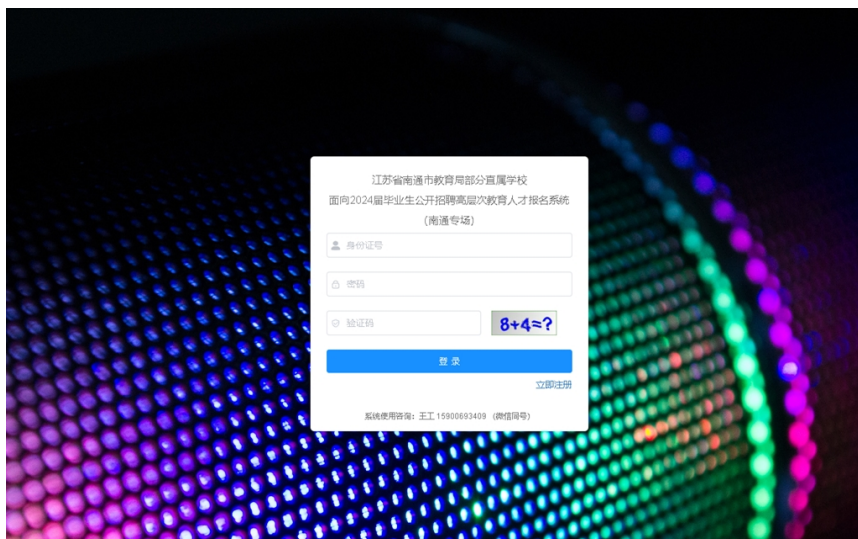 江苏省南通市教育局部分直属学校
面向2024届毕业生公开招聘高层次教育人才报名系统
(南通专场)
身份证号
密码
验证码
8+4=?
登 录
立即注册
系统使用咨询：王工 15900693409 （微信同号）